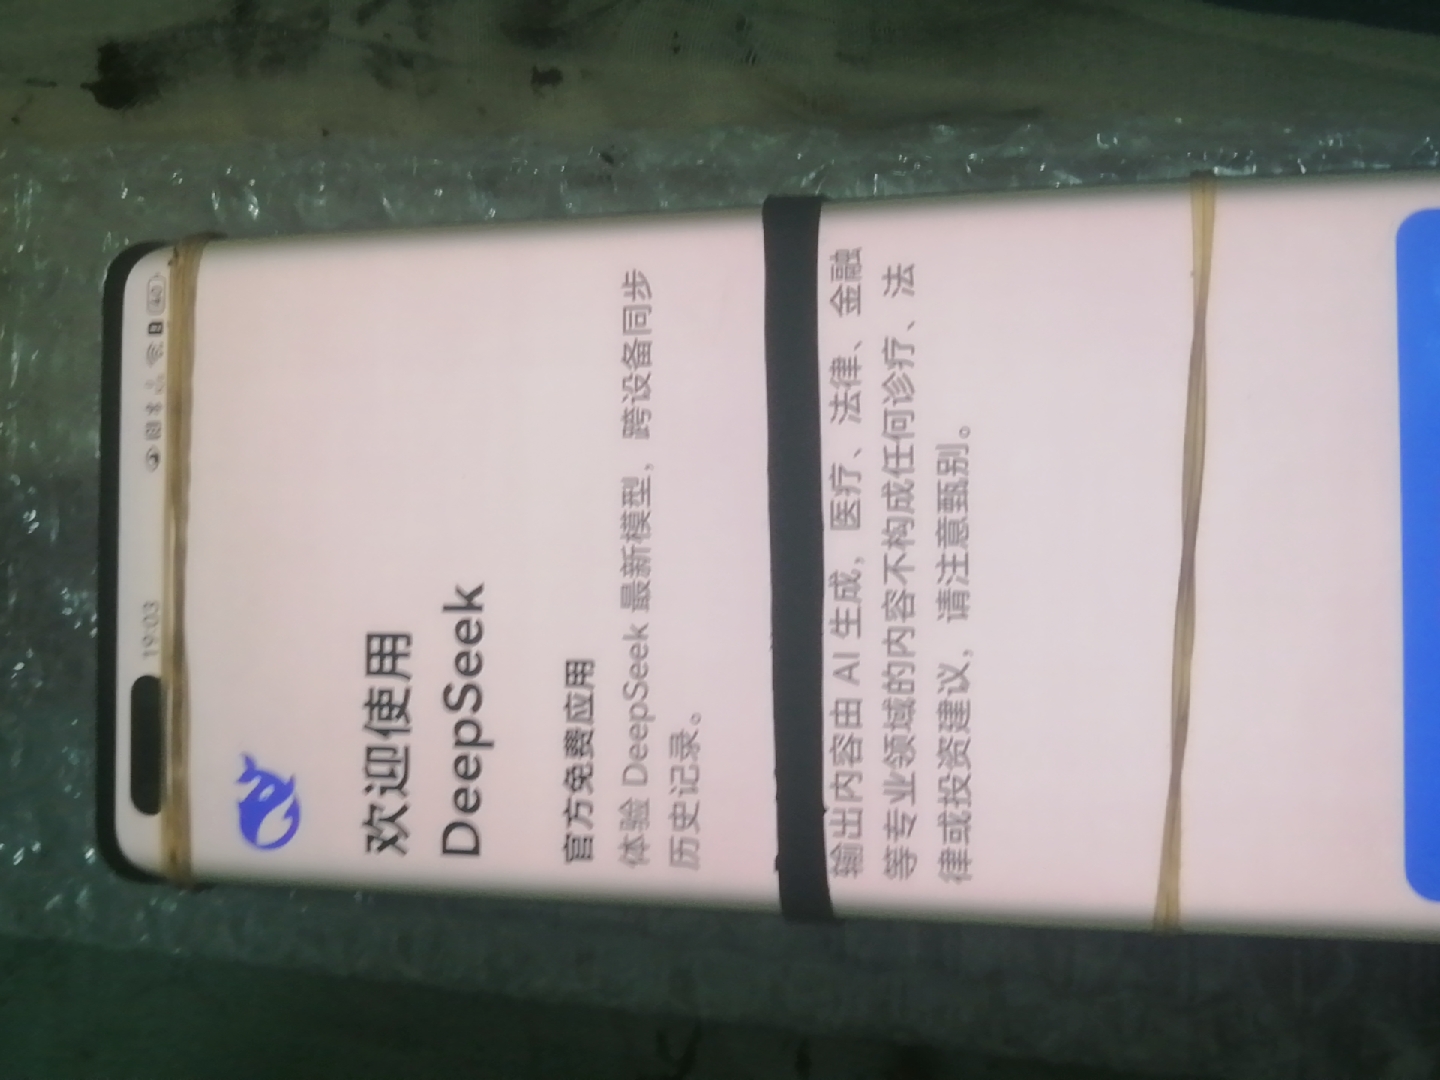 19:03
欢迎使用
DeepSeek
官方免费应用
体验 DeepSeek 最新模型，跨设备同步
历史记录。
输出内容由 AI 生成，医疗、法律、金融
等专业领域的内容不构成任何诊疗、法
律或投资建议，请注意甄别。